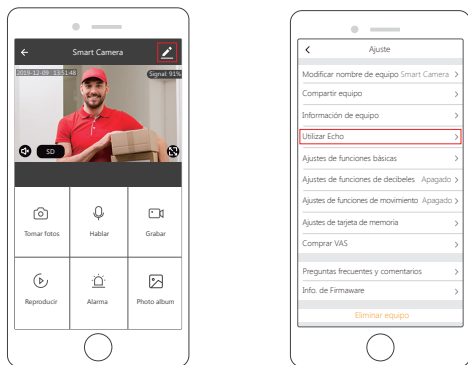 Smart Camera
2019-12-09 13:51:48
Signal: 91%
SD
Tomar fotos
Hablar
Grabar
Reproducir
Alarma
Photo album
Ajuste
Modificar nombre de equipo Smart Camera
Compartir equipo
Información de equipo
Utilizar Echo
Ajustes de funciones básicas
Ajustes de funciones de decibeles Apagado
Ajustes de funciones de movimiento Apagado
Ajustes de tarjeta de memoria
Comprar VAS
Preguntas frecuentes y comentarios
Info. de Firmaware
Eliminar equipo